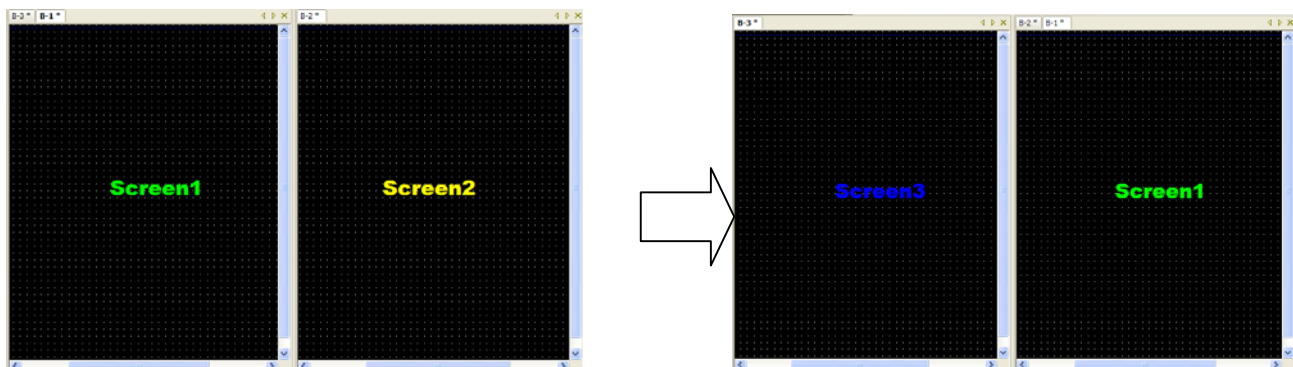 B-3 * B-1 *
B-2 *
Screen1
Screen2
B-3 *
B-2 * B-1 *
Screen3
Screen1